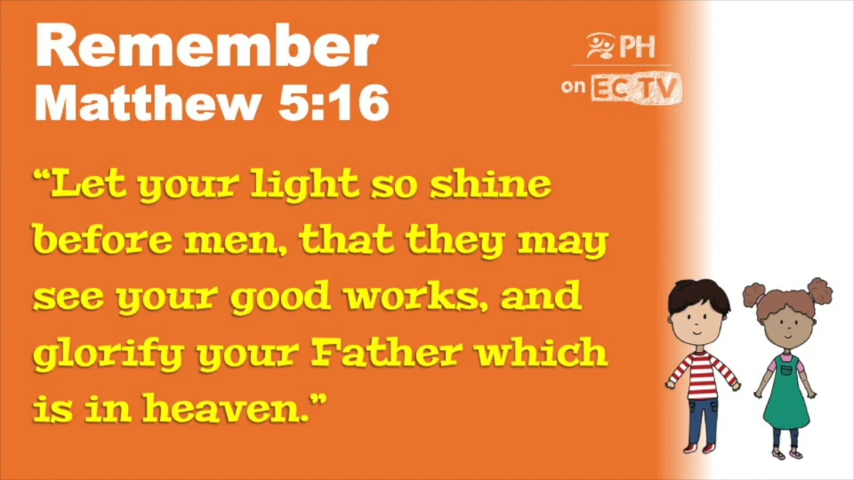 Remember
Matthew 5:16
PH
on EC TV
“Let your light so shine
before men, that they may
see your good works, and
glorify your Father which
is in heaven.”